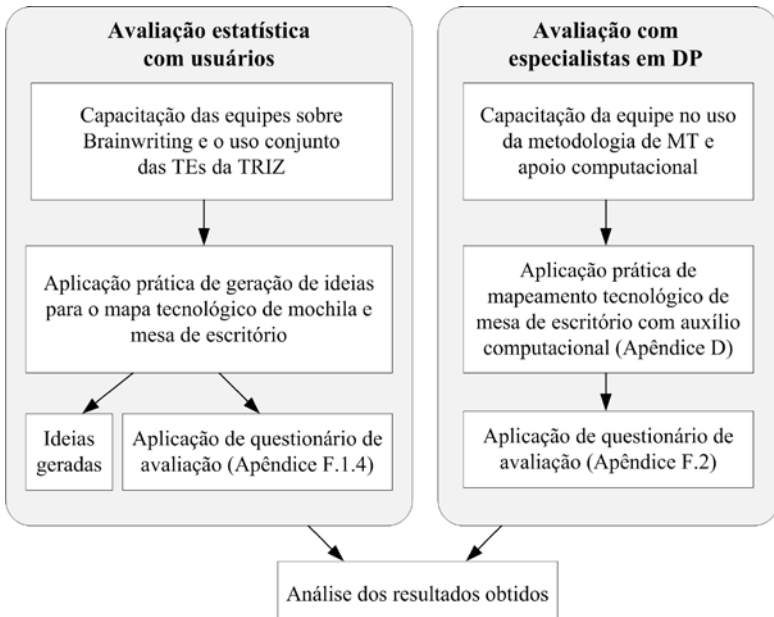 Avaliação estatística
com usuários
Capacitação das equipes sobre
Brainwriting e o uso conjunto
das TEs da TRIZ
Aplicação prática de geração de ideias
para o mapa tecnológico de mochila e
mesa de escritório
Ideias
geradas
Aplicação de questionário de
avaliação (Apêndice F.1.4)
Avaliação com
especialistas em DP
Capacitação da equipe no uso
da metodologia de MT e
apoio computacional
Aplicação prática de
mapeamento tecnológico de
mesa de escritório com auxílio
computacional (Apêndice D)
Aplicação de questionário de
avaliação (Apêndice F.2)
Análise dos resultados obtidos